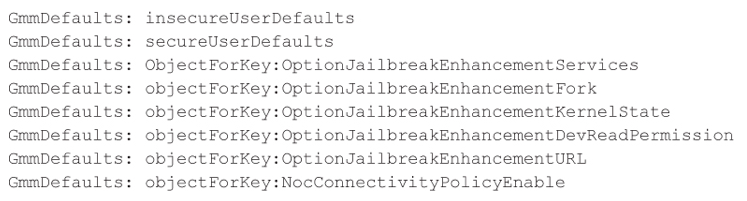 GmmDefaults: insecureUserDefaults
GmmDefaults: secureUserDefaults
GmmDefaults: ObjectForKey:OptionJailbreakEnhancementServices
GmmDefaults: objectForKey:OptionJailbreakEnhancementFork
GmmDefaults: objectForKey:OptionJailbreakEnhancementKernelState
GmmDefaults: objectForKey:OptionJailbreakEnhancementDevReadPermission
GmmDefaults: objectForKey:OptionJailbreakEnhancementURL
GmmDefaults: objectForKey:NocConnectivityPolicyEnable